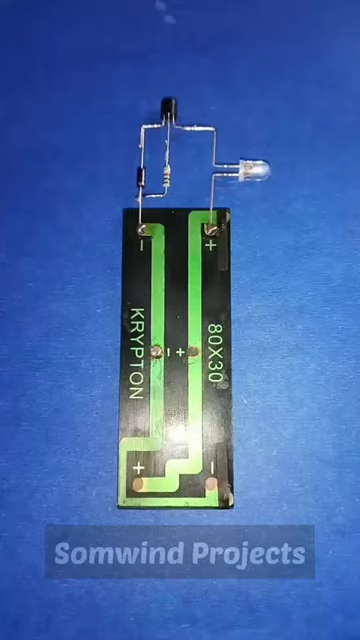 - +
KRYPTON
- +
80X30
+ -
Somwind Projects